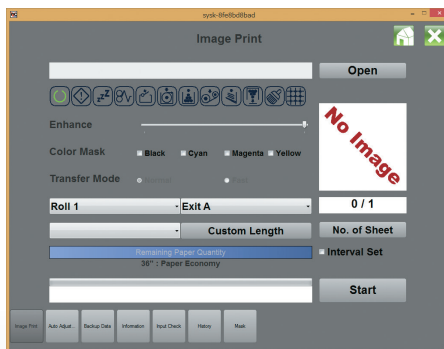 sysk-8fe8bd8bad
Image Print
Open
Enhance
Color Mask
Black
Cyan
Magenta
Yellow
No Image
Transfer Mode
Normal
Roll 1
Exit A
0 / 1
Custom Length
No. of Sheet
Remaining Paper Quantity
Interval Set
36" : Paper Economy
Start
Image Print
Auto Adjust...
Backup Data
Information
Input Check
History
Mask